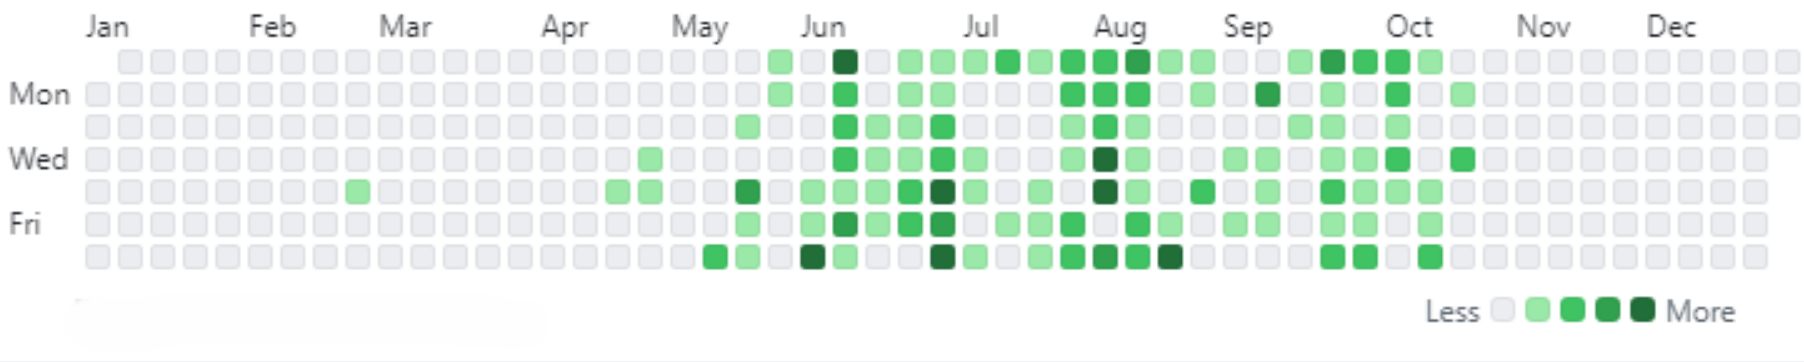 Jan Feb Mar Apr May Jun Jul Aug Sep Oct Nov Dec
Mon
Wed
Fri
Less More